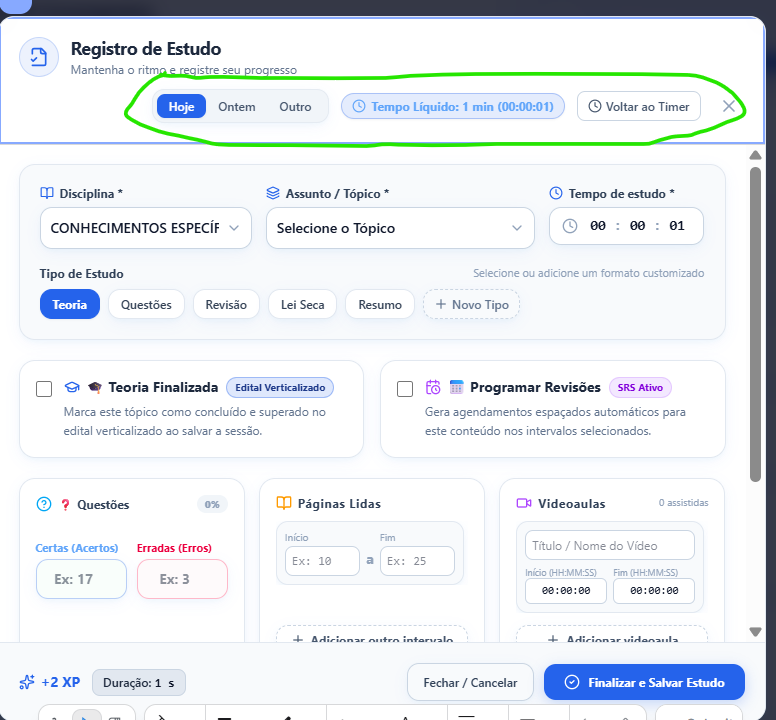 Registro de Estudo
Mantenha o ritmo e registre seu progresso
Hoje Ontem Outro Tempo Líquido: 1 min (00:00:01) Voltar ao Timer
Disciplina * Assunto / Tópico * Tempo de estudo *
CONHECIMENTOS ESPECÍF Selecione o Tópico 00 : 00 : 01
Tipo de Estudo Selecione ou adicione um formato customizado
Teoria Questões Revisão Lei Seca Resumo + Novo Tipo
Teoria Finalizada Edital Verticalizado Programar Revisões SRS Ativo
Marca este tópico como concluído e superado no Gera agendamentos espaçados automáticos para
edital verticalizado ao salvar a sessão. este conteúdo nos intervalos selecionados.
Questões 0% Páginas Lidas Videoaulas 0 assistidas
Início Fim Título / Nome do Vídeo
Certas (Acertos) Erradas (Erros) Ex: 10 a Ex: 25 Início (HH:MM:SS) Fim (HH:MM:SS)
Ex: 17 Ex: 3 00:00:00 00:00:00
+ Adicionar outro intervalo + Adicionar videoaula
+2 XP Duração: 1 s Fechar / Cancelar Finalizar e Salvar Estudo